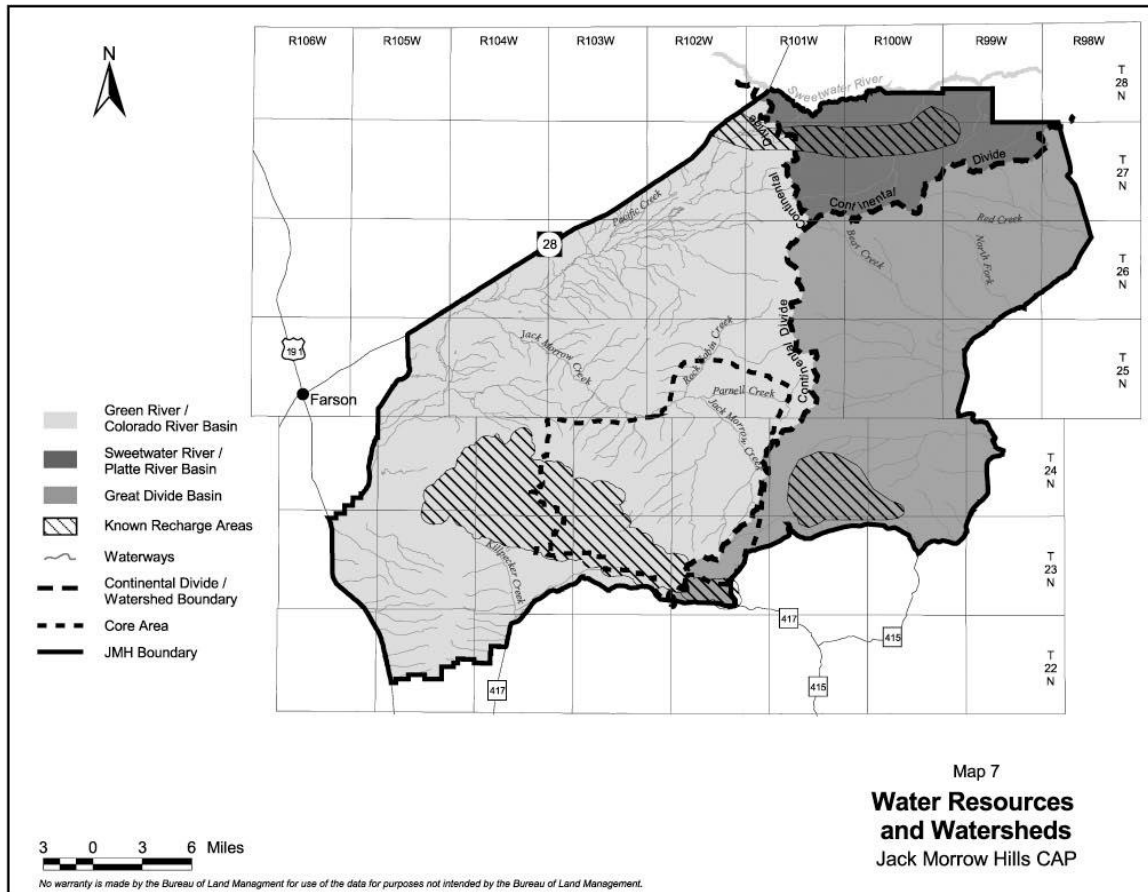 R106W R105W R104W R103W R102W R101W R100W R99W R98W
N
Sweetwater River
T 28 N
Divide
Divide
T 27 N
Continental
Continental
Pacific Creek
Red Creek
28
Bear Creek
North Fork
T 26 N
Continental Divide
191
Jack Morrow Creek
Rock Cabin Creek
T 25 N
Continental
Parnell Creek
Farson
Jack Morrow Creek
Green River /
Colorado River Basin
Sweetwater River /
Platte River Basin
T 24 N
Great Divide Basin
Known Recharge Areas
Waterways
Killpecker Creek
T 23 N
Continental Divide /
Watershed Boundary
417
Core Area
415
JMH Boundary
T 22 N
417
415
Map 7
Water Resources
and Watersheds
Jack Morrow Hills CAP
3 0 3 6 Miles
No warranty is made by the Bureau of Land Managment for use of the data for purposes not intended by the Bureau of Land Management.